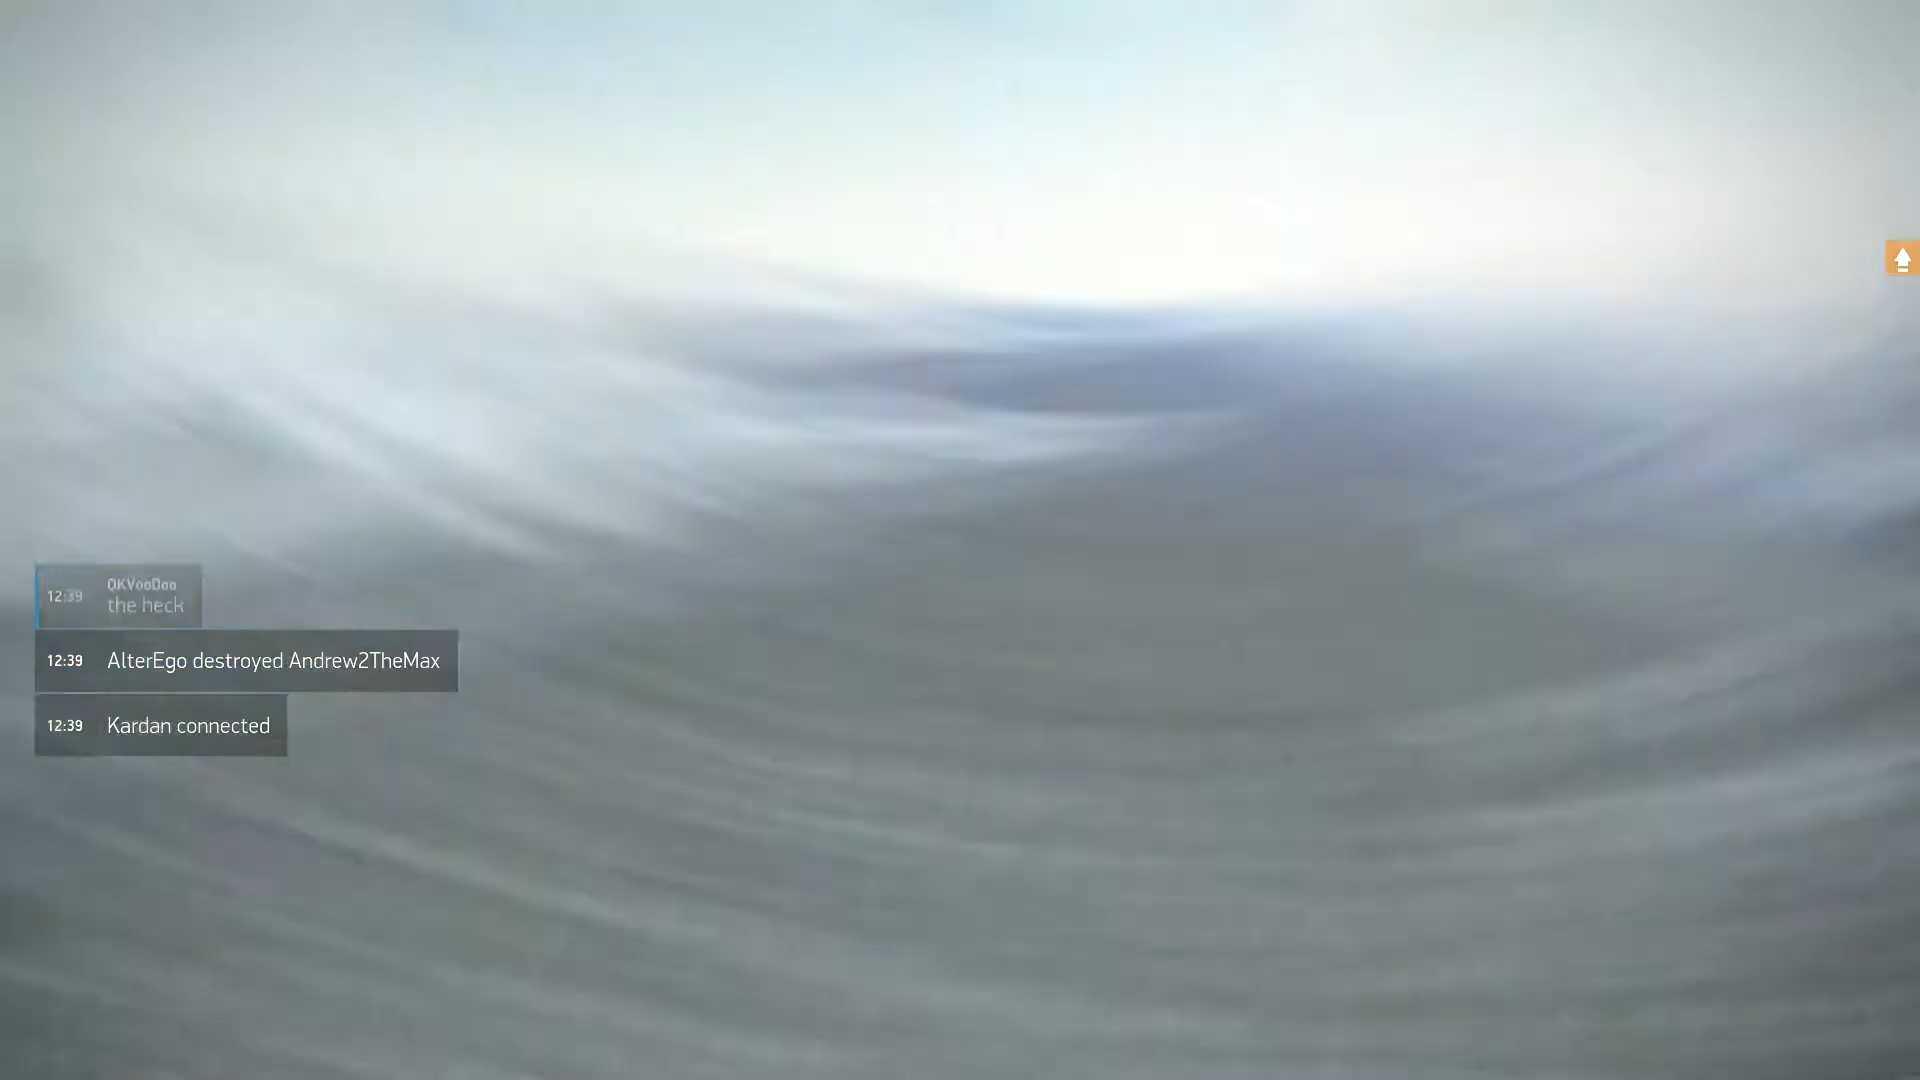 12:39
QKVooDoo
the heck
12:39 AlterEgo destroyed Andrew2TheMax
12:39 Kardan connected